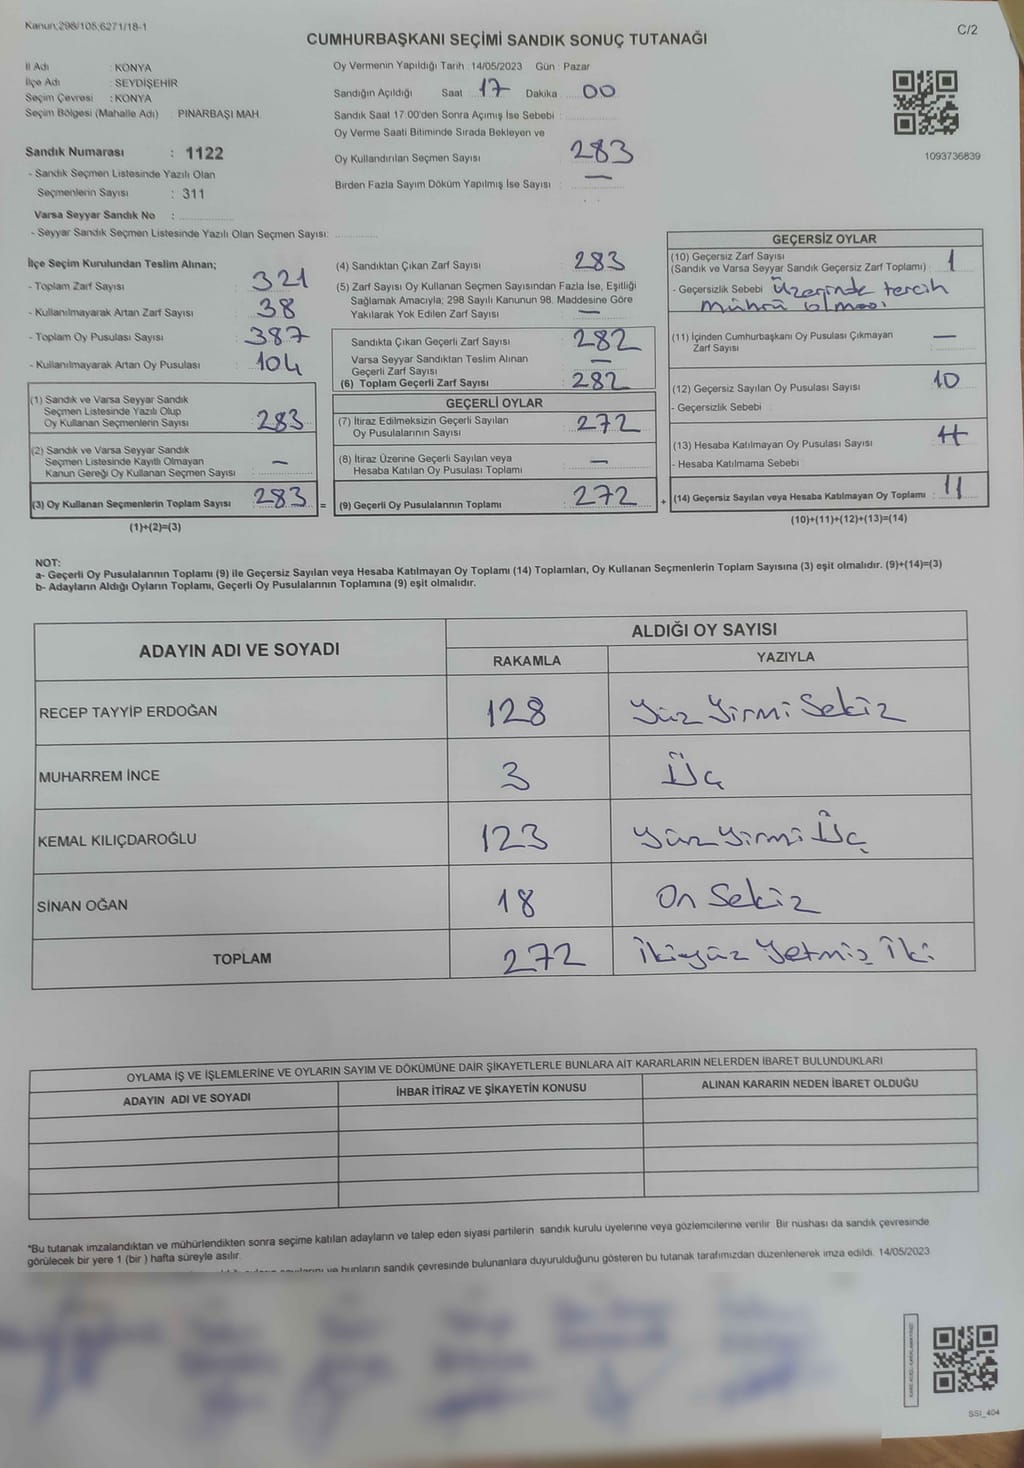 Kanun;298/105;6271/18-1
C/2
CUMHURBAŞKANI SEÇİMİ SANDIK SONUÇ TUTANAĞI
İl Adı : KONYA
İlçe Adı : SEYDİŞEHİR
Seçim Çevresi : KONYA
Seçim Bölgesi (Mahalle Adı) : PINARBAŞI MAH.
Sandık Numarası : 1122
- Sandık Seçmen Listesinde Yazılı Olan
Seçmenlerin Sayısı : 311
Varsa Seyyar Sandık No :
- Seyyar Sandık Seçmen Listesinde Yazılı Olan Seçmen Sayısı:
Oy Vermenin Yapıldığı Tarih : 14/05/2023 Gün : Pazar
Sandığın Açıldığı Saat : 17 Dakika 00
Sandık Saat 17:00'den Sonra Açımış İse Sebebi :
Oy Verme Saati Bitiminde Sırada Bekleyen ve
Oy Kullandırılan Seçmen Sayısı : 283
Birden Fazla Sayım Döküm Yapılmış İse Sayısı : —
1093736839
İlçe Seçim Kurulundan Teslim Alınan;
- Toplam Zarf Sayısı : 321
- Kullanılmayarak Artan Zarf Sayısı : 38
- Toplam Oy Pusulası Sayısı : 387
- Kullanılmayarak Artan Oy Pusulası : 104
(1) Sandık ve Varsa Seyyar Sandık
Seçmen Listesinde Yazılı Olup
Oy Kullanan Seçmenlerin Sayısı : 283
(2) Sandık ve Varsa Seyyar Sandık
Seçmen Listesinde Kayıtlı Olmayan
Kanun Gereği Oy Kullanan Seçmen Sayısı : —
(3) Oy Kullanan Seçmenlerin Toplam Sayısı : 283 =
(1)+(2)=(3)
(4) Sandıktan Çıkan Zarf Sayısı : 283
(5) Zarf Sayısı Oy Kullanan Seçmen Sayısından Fazla İse, Eşitliği
Sağlamak Amacıyla; 298 Sayılı Kanunun 98. Maddesine Göre
Yakılarak Yok Edilen Zarf Sayısı : —
Sandıkta Çıkan Geçerli Zarf Sayısı : 282
Varsa Seyyar Sandıktan Teslim Alınan
Geçerli Zarf Sayısı : —
(6) Toplam Geçerli Zarf Sayısı : 282
GEÇERLİ OYLAR
(7) İtiraz Edilmeksizin Geçerli Sayılan
Oy Pusulalarının Sayısı : 272
(8) İtiraz Üzerine Geçerli Sayılan veya
Hesaba Katılan Oy Pusulası Toplamı : —
(9) Geçerli Oy Pusulalarının Toplamı : 272 +
GEÇERSİZ OYLAR
(10) Geçersiz Zarf Sayısı
(Sandık ve Varsa Seyyar Sandık Geçersiz Zarf Toplamı) : 1
- Geçersizlik Sebebi : Üzerinde tercih
mührü olması
(11) İçinden Cumhurbaşkanı Oy Pusulası Çıkmayan
Zarf Sayısı : —
(12) Geçersiz Sayılan Oy Pusulası Sayısı : 10
- Geçersizlik Sebebi :
(13) Hesaba Katılmayan Oy Pusulası Sayısı :
- Hesaba Katılmama Sebebi :
(14) Geçersiz Sayılan veya Hesaba Katılmayan Oy Toplamı : 11
(10)+(11)+(12)+(13)=(14)
NOT:
a- Geçerli Oy Pusulalarının Toplamı (9) ile Geçersiz Sayılan veya Hesaba Katılmayan Oy Toplamı (14) Toplamları, Oy Kullanan Seçmenlerin Toplam Sayısına (3) eşit olmalıdır. (9)+(14)=(3)
b- Adayların Aldığı Oyların Toplamı, Geçerli Oy Pusulalarının Toplamına (9) eşit olmalıdır.
ADAYIN ADI VE SOYADI ALDIĞI OY SAYISI
RAKAMLA YAZIYLA
RECEP TAYYİP ERDOĞAN 128 Yüz Yirmi Sekiz
MUHARREM İNCE 3 Üç
KEMAL KILIÇDAROĞLU 123 Yüz Yirmi Üç
SİNAN OĞAN 18 On Sekiz
TOPLAM 272 İkiyüz Yetmiş İki
OYLAMA İŞ VE İŞLEMLERİNE VE OYLARIN SAYIM VE DÖKÜMÜNE DAİR ŞİKAYETLERLE BUNLARA AİT KARARLARIN NELERDEN İBARET BULUNDUKLARI
ADAYIN ADI VE SOYADI İHBAR İTİRAZ VE ŞİKAYETİN KONUSU ALINAN KARARIN NEDEN İBARET OLDUĞU
*Bu tutanak imzalandıktan ve mühürlendikten sonra seçime katılan adayların ve talep eden siyasi partilerin sandık kurulu üyelerine veya gözlemcilerine verilir. Bir nüshası da sandık çevresinde
görülecek bir yere 1 (bir ) hafta süreyle asılır.
ve bunların sandık çevresinde bulunanlara duyurulduğunu gösteren bu tutanak tarafımızdan düzenlenerek imza edildi. 14/05/2023
SSI_404